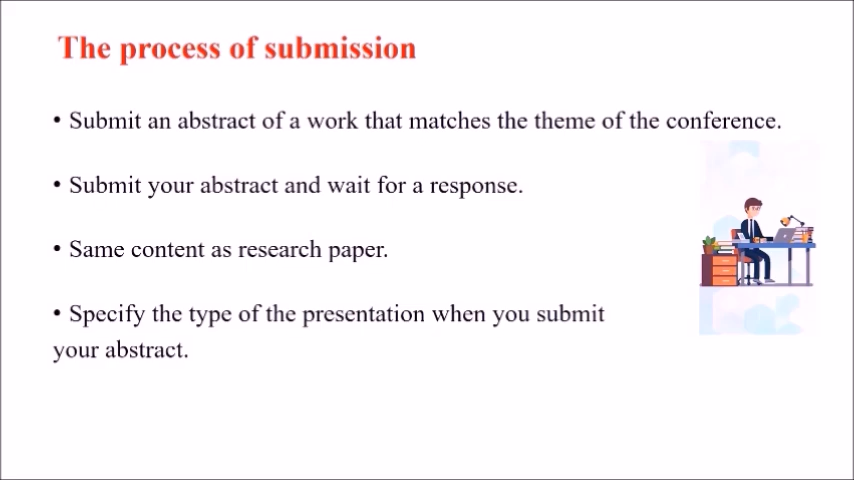 The process of submission
• Submit an abstract of a work that matches the theme of the conference.
• Submit your abstract and wait for a response.
• Same content as research paper.
• Specify the type of the presentation when you submit
your abstract.